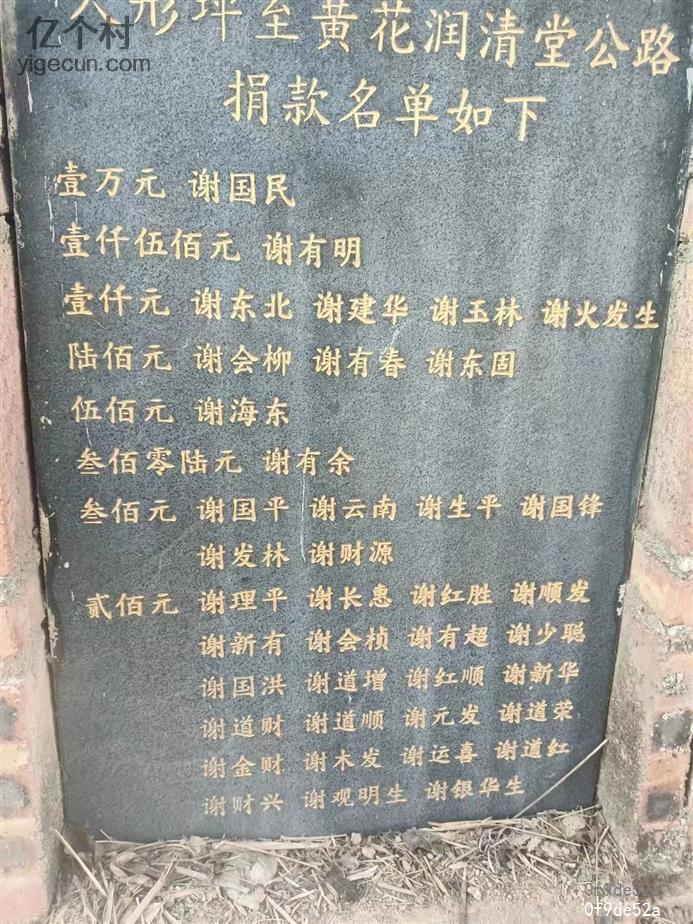 亿个村
yigecun.com
人形坪至黄花润清堂公路
捐款名单如下
壹万元 谢国民
壹仟伍佰元 谢有明
壹仟元 谢东北 谢建华 谢玉林 谢火发生
陆佰元 谢会柳 谢有春 谢东固
伍佰元 谢海东
叁佰零陆元 谢有余
叁佰元 谢国平 谢云南 谢生平 谢国锋
谢发林 谢财源
贰佰元 谢理平 谢长惠 谢红胜 谢顺发
谢新有 谢会桢 谢有超 谢少聪
谢国洪 谢道增 谢红顺 谢新华
谢道财 谢道顺 谢元发 谢道荣
谢金财 谢木发 谢运喜 谢道红
谢财兴 谢观明生 谢银华生
0f9de52a